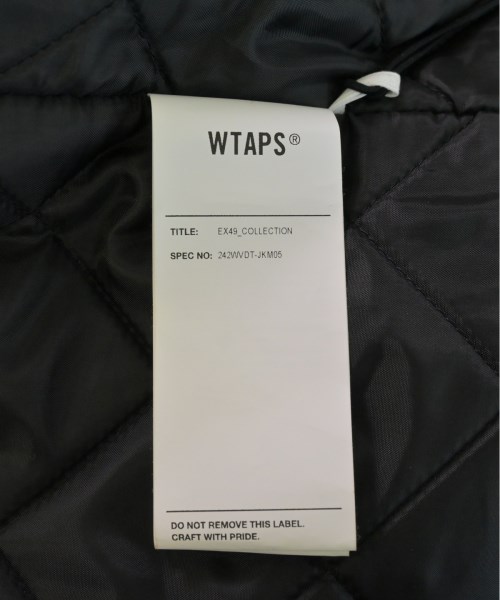 WTAPS®
TITLE: EX49_COLLECTION
SPEC NO: 242WVDT-JKM05
DO NOT REMOVE THIS LABEL.
CRAFT WITH PRIDE.